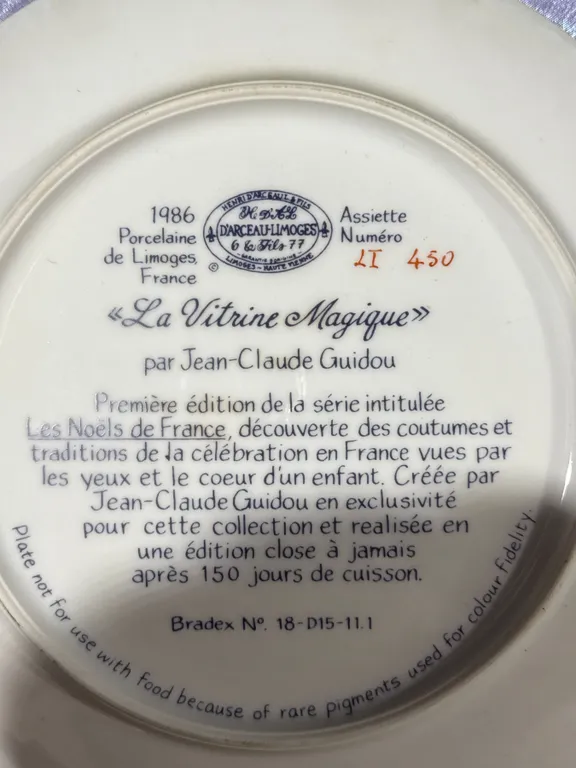 1986
Porcelaine
de Limoges,
France
©
HENRI D'ARCEAU & FILS
H. D'A & L
D'ARCEAU-LIMOGES
6 & Fils 77
GARANTIE D'ORIGINE
LIMOGES - HAUTE VIENNE
Assiette
Numéro
LI 450
«La Vitrine Magique»
par Jean-Claude Guidou
Première édition de la série intitulée
Les Noëls de France, découverte des coutumes et
traditions de la célébration en France vues par
les yeux et le coeur d'un enfant. Créée par
Jean-Claude Guidou en exclusivité
pour cette collection et realisée en
une édition close à jamais
après 150 jours de cuisson.
Bradex Nº. 18-D15-11.1
Plate not for use with food because of rare pigments used for colour fidelity.